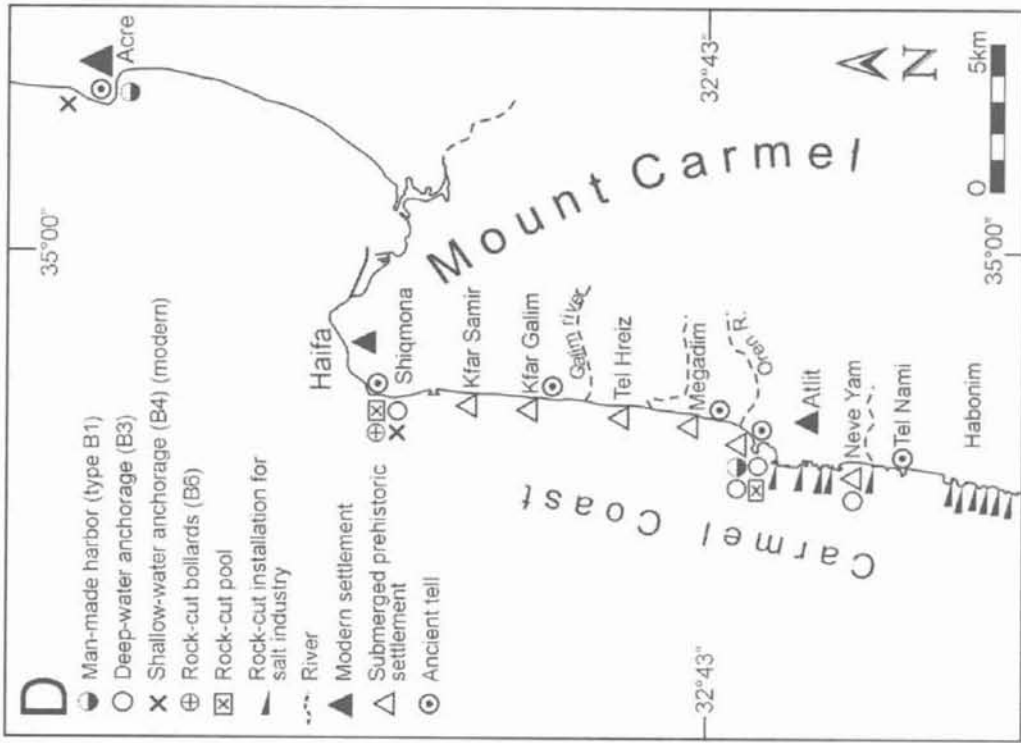 D
Man-made harbor (type B1)
Deep-water anchorage (B3)
Shallow-water anchorage (B4) (modern)
Rock-cut bollards (B6)
Rock-cut pool
Rock-cut installation for
salt industry
River
Modern settlement
Submerged prehistoric
settlement
Ancient tell
35°00"
Acre
Haifa
Shiqmona
Kfar Samir
Kfar Galim
Galim
Tel Hreiz
Megadim
Oren R.
Atlit
Neve Yam
Tel Nami
Habonim
Mount Carmel
Carmel Coast
32°43
32°43
35°00"
N
0
5km